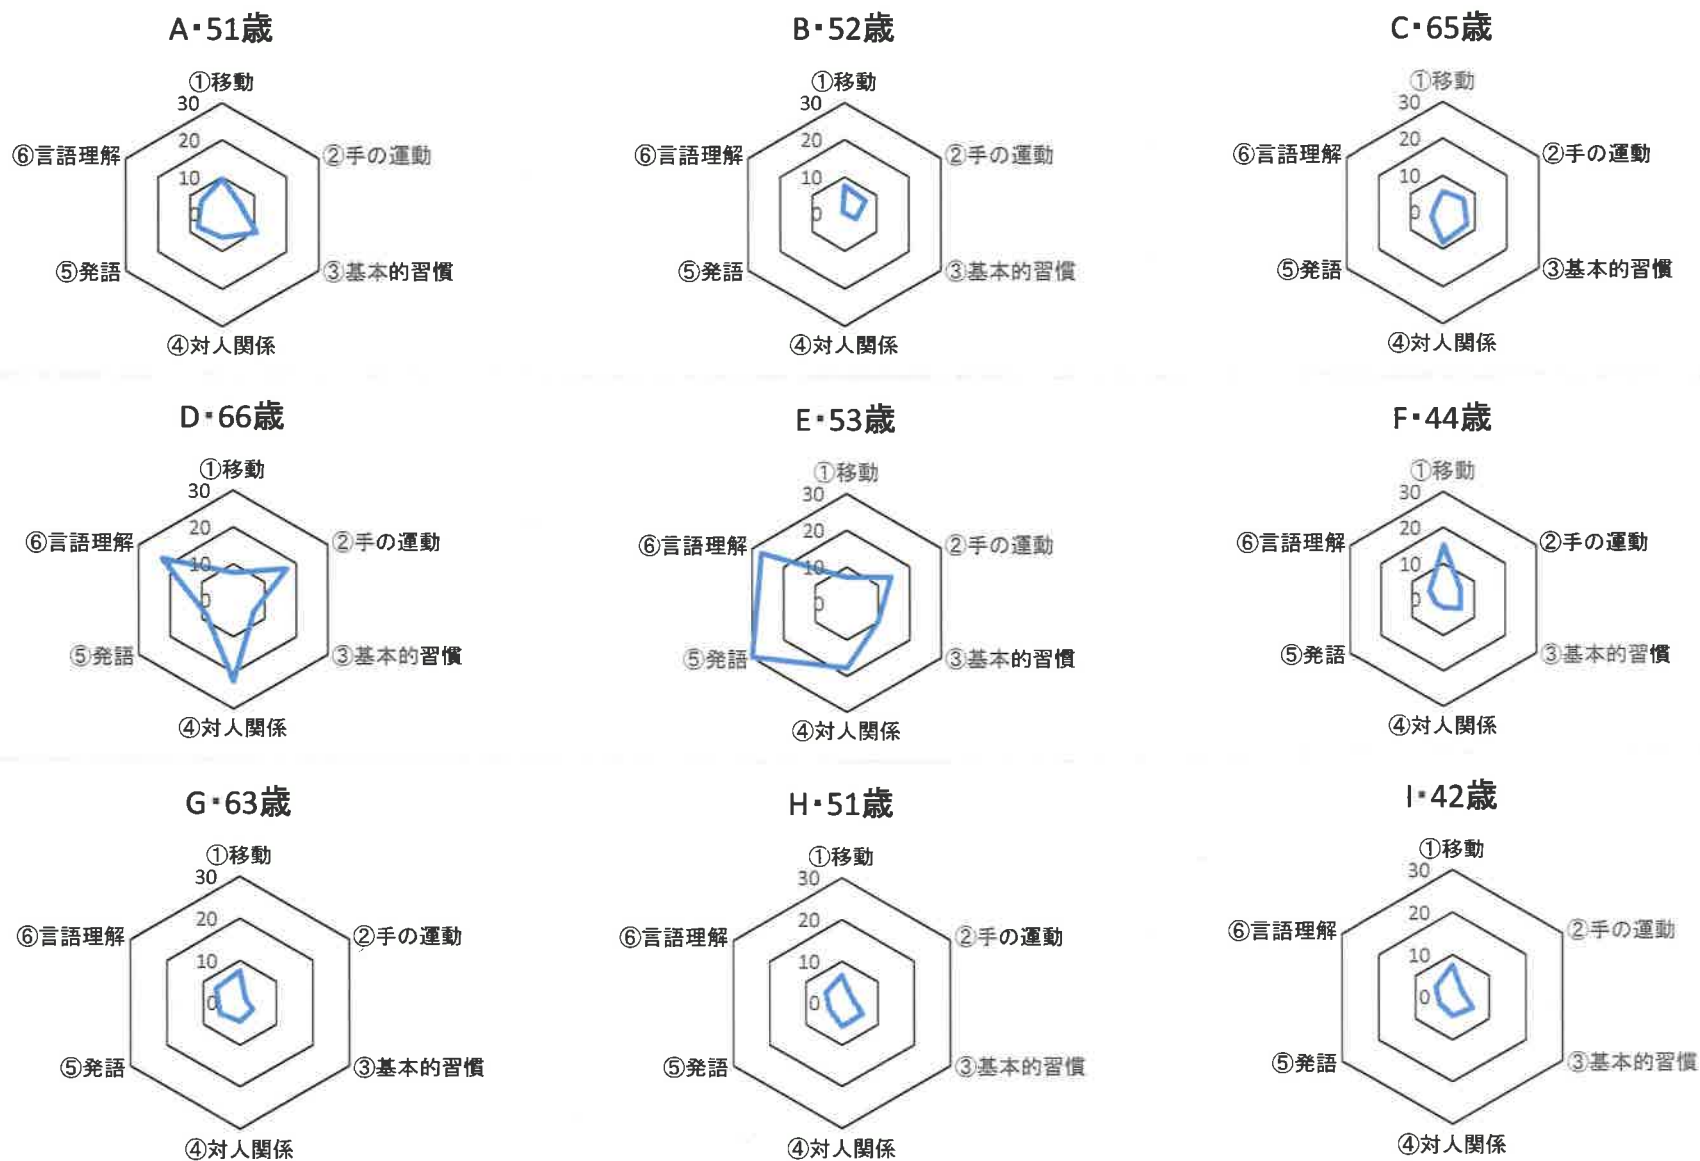 A▪51歳
①移動
30
⑥言語理解
20
②手の運動
10
0
⑤発語
③基本的習慣
④対人関係
B▪52歳
①移動
30
⑥言語理解
20
②手の運動
10
0
⑤発語
③基本的習慣
④対人関係
C▪65歳
①移動
30
⑥言語理解
20
②手の運動
10
0
⑤発語
③基本的習慣
④対人関係
D▪66歳
①移動
30
⑥言語理解
20
②手の運動
10
0
⑤発語
③基本的習慣
④対人関係
E▪53歳
①移動
30
⑥言語理解
20
②手の運動
10
0
⑤発語
③基本的習慣
④対人関係
F▪44歳
①移動
30
⑥言語理解
20
②手の運動
10
0
⑤発語
③基本的習慣
④対人関係
G▪63歳
①移動
30
⑥言語理解
20
②手の運動
10
0
⑤発語
③基本的習慣
④対人関係
H▪51歳
①移動
30
⑥言語理解
20
②手の運動
10
0
⑤発語
③基本的習慣
④対人関係
I▪42歳
①移動
30
⑥言語理解
20
②手の運動
10
0
⑤発語
③基本的習慣
④対人関係